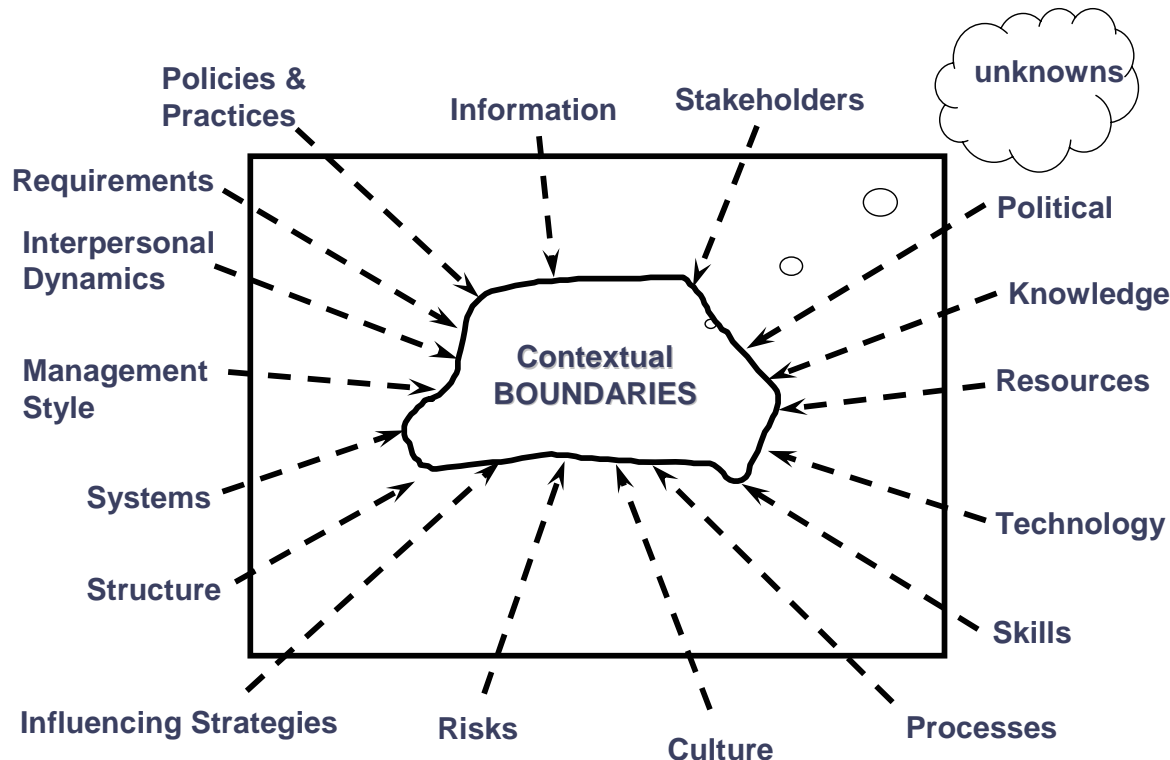 unknowns
Policies &
Practices
Information
Stakeholders
Requirements
Political
Interpersonal
Dynamics
Knowledge
Contextual
BOUNDARIES
Management
Style
Resources
Systems
Technology
Structure
Skills
Influencing Strategies
Risks
Culture
Processes